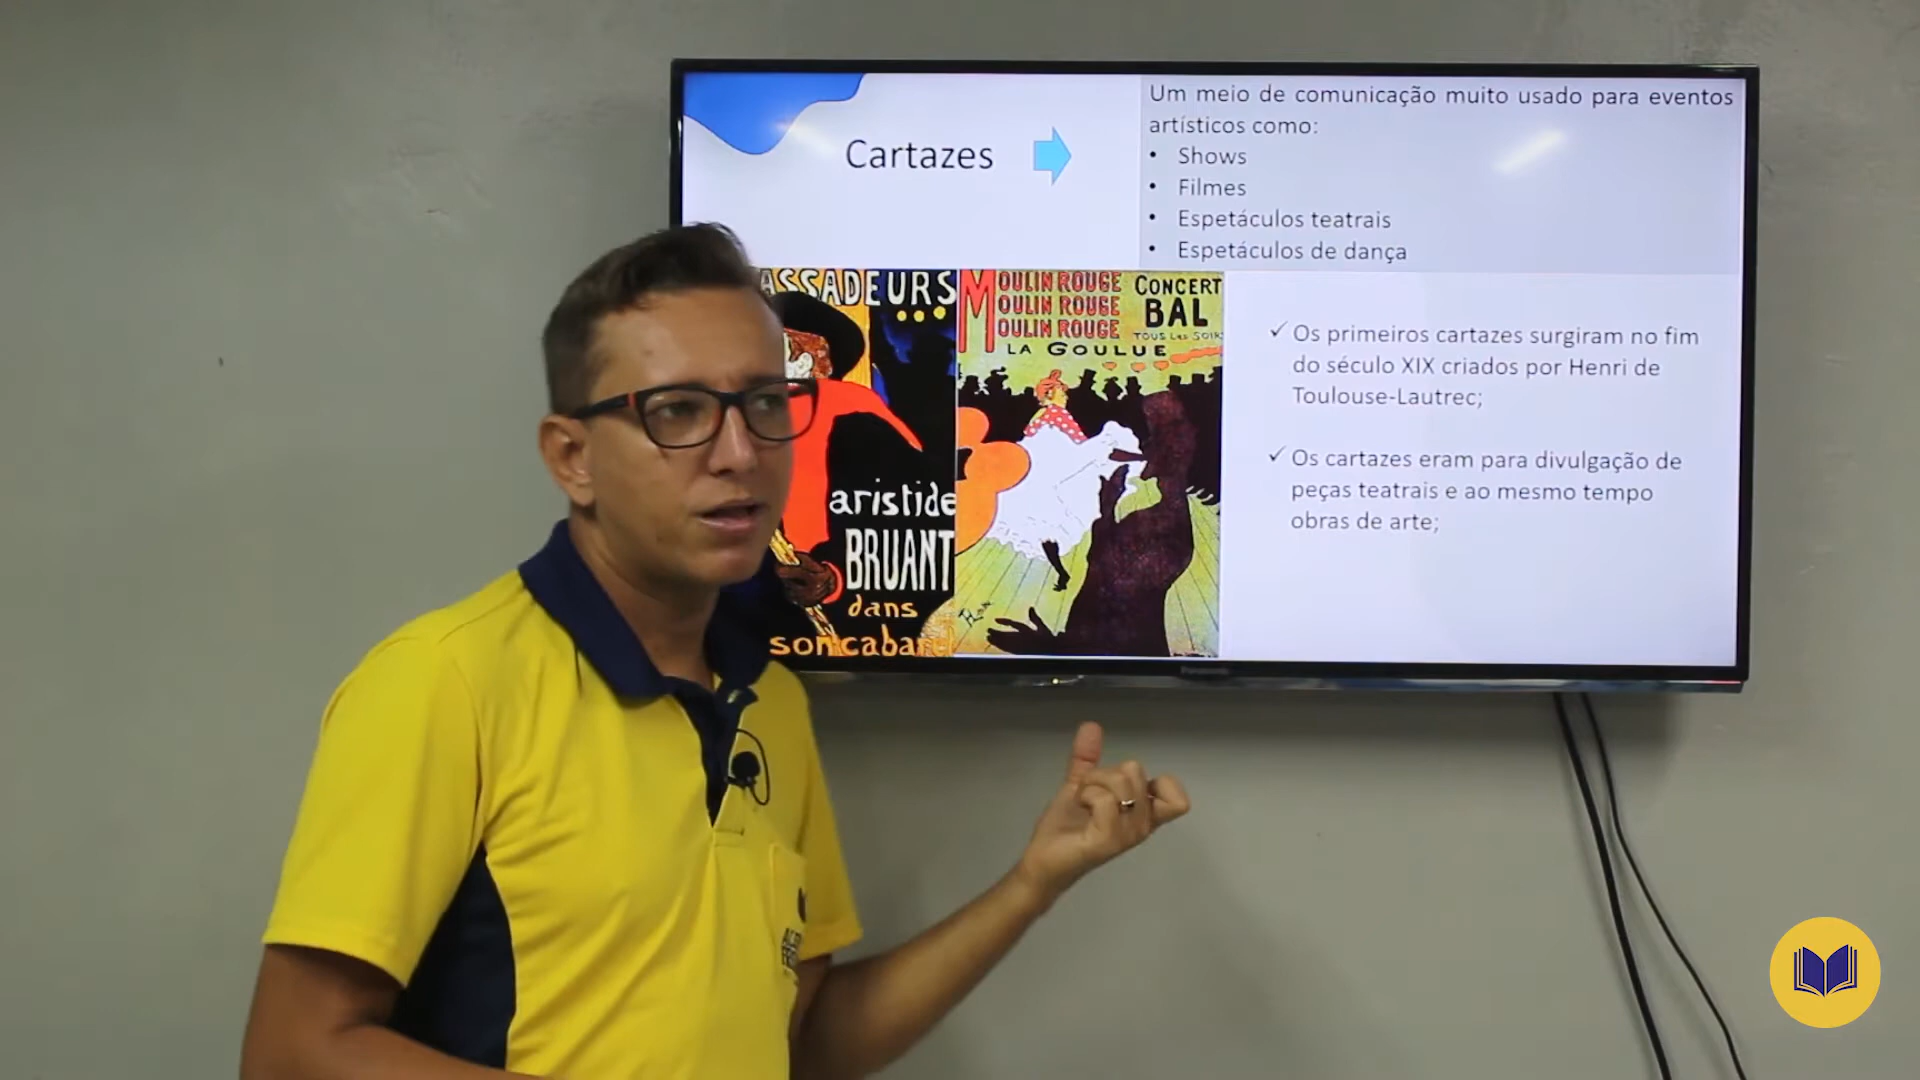 Cartazes
Um meio de comunicação muito usado para eventos
artísticos como:
• Shows
• Filmes
• Espetáculos teatrais
• Espetáculos de dança
ASSADEURS
aristide
BRUANT
dans
son cabaret
MOULIN ROUGE
MOULIN ROUGE
MOULIN ROUGE
CONCERT
BAL
TOUS LES SOIRS
LA GOULUE
✓ Os primeiros cartazes surgiram no fim
do século XIX criados por Henri de
Toulouse-Lautrec;
✓ Os cartazes eram para divulgação de
peças teatrais e ao mesmo tempo
obras de arte;
Panasonic